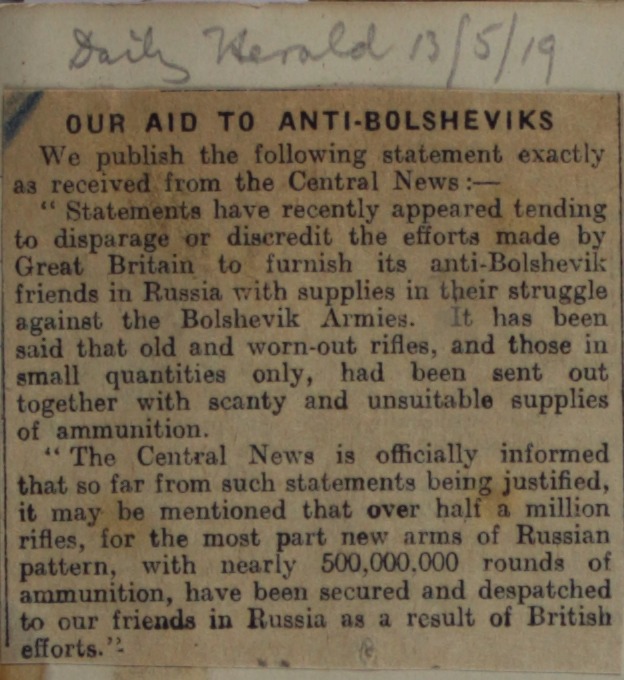 Daily Herald 13/5/19
OUR AID TO ANTI-BOLSHEVIKS
We publish the following statement exactly
as received from the Central News:—
“Statements have recently appeared tending
to disparage or discredit the efforts made by
Great Britain to furnish its anti-Bolshevik
friends in Russia with supplies in their struggle
against the Bolshevik Armies. It has been
said that old and worn-out rifles, and those in
small quantities only, had been sent out
together with scanty and unsuitable supplies
of ammunition.
“The Central News is officially informed
that so far from such statements being justified,
it may be mentioned that over half a million
rifles, for the most part new arms of Russian
pattern, with nearly 500,000,000 rounds of
ammunition, have been secured and despatched
to our friends in Russia as a result of British
efforts.”